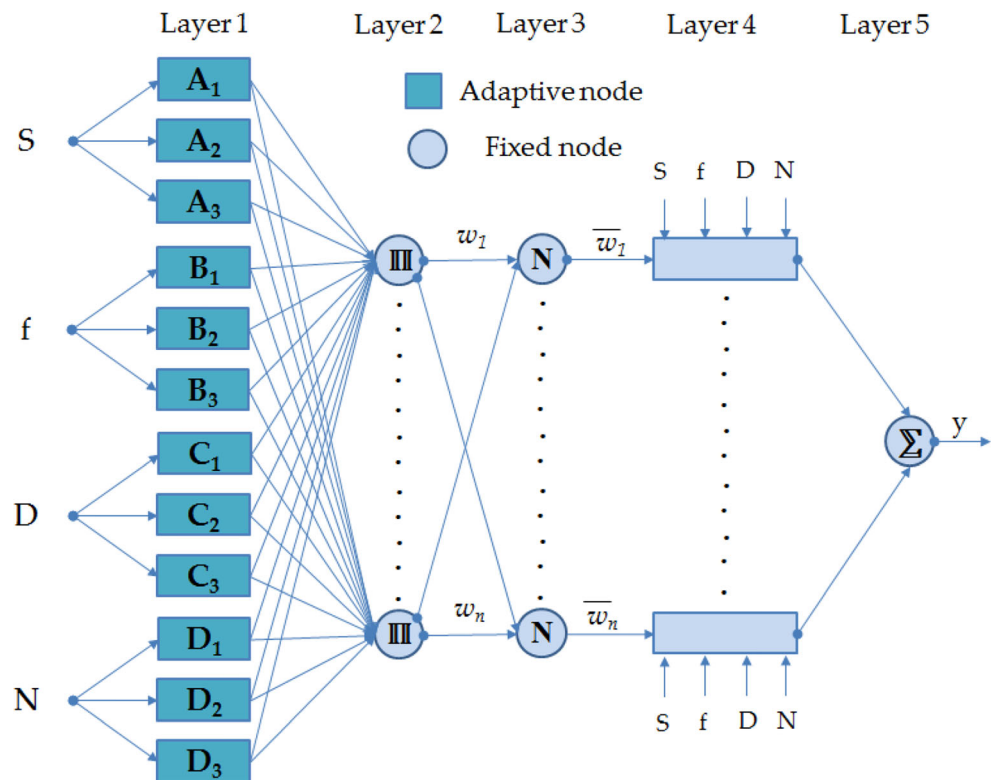 Layer 1 Layer 2 Layer 3 Layer 4 Layer 5
A1
Adaptive node
S
A2
Fixed node
A3
S f D N
w1
w̅1
B1
𝚷
N
f
B2
B3
C1
Σ
y
D
C2
C3
wn
w̅n
D1
𝚷
N
N
D2
S f D N
D3